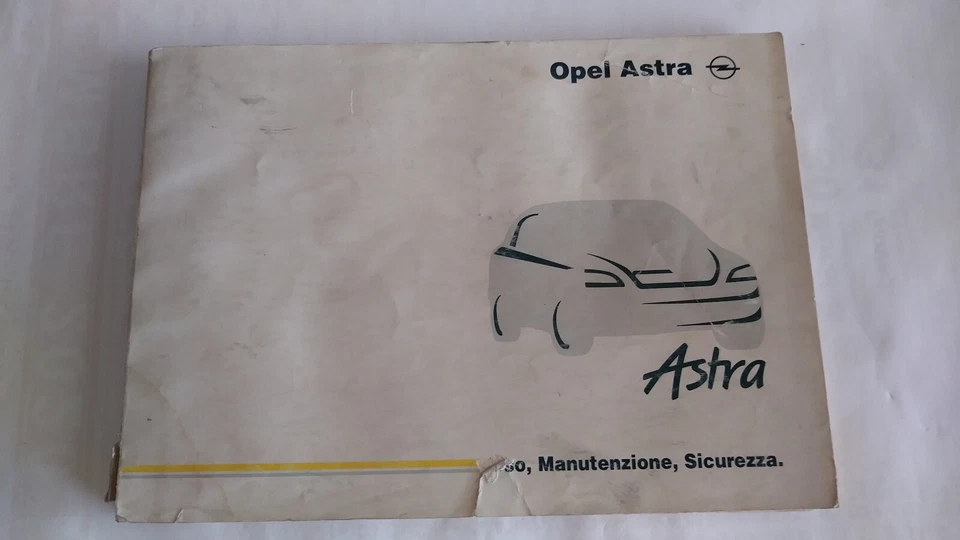 Opel Astra
Astra
so, Manutenzione, Sicurezza.